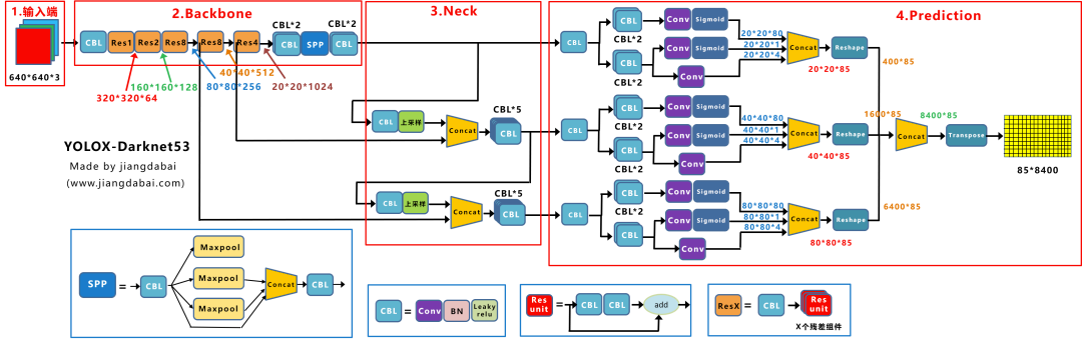 1.输入端
640*640*3
2.Backbone
CBL
Res1
Res2
Res8
Res8
Res4
CBL*2
CBL
SPP
CBL*2
CBL
320*320*64
160*160*128
80*80*256
40*40*512
20*20*1024
YOLOX-Darknet53
Made by jiangdabai
(www.jiangdabai.com)
3.Neck
CBL
上采样
Concat
CBL*5
CBL
CBL
上采样
Concat
CBL*5
CBL
4.Prediction
CBL
CBL
CBL*2
CBL
CBL*2
Conv
Sigmoid
Conv
Sigmoid
Conv
20*20*80
20*20*1
20*20*4
Concat
20*20*85
Reshape
400*85
CBL
CBL
CBL*2
CBL
CBL*2
Conv
Sigmoid
Conv
Sigmoid
Conv
40*40*80
40*40*1
40*40*4
Concat
40*40*85
Reshape
1600*85
CBL
CBL
CBL*2
CBL
CBL*2
Conv
Sigmoid
Conv
Sigmoid
Conv
80*80*80
80*80*1
80*80*4
Concat
80*80*85
Reshape
6400*85
Concat
8400*85
Transpose
85*8400
SPP
=
CBL
Maxpool
Maxpool
Maxpool
Concat
CBL
CBL
=
Conv
BN
Leaky
relu
Res
unit
=
CBL
CBL
add
ResX
=
CBL
Res
unit
X个残差组件